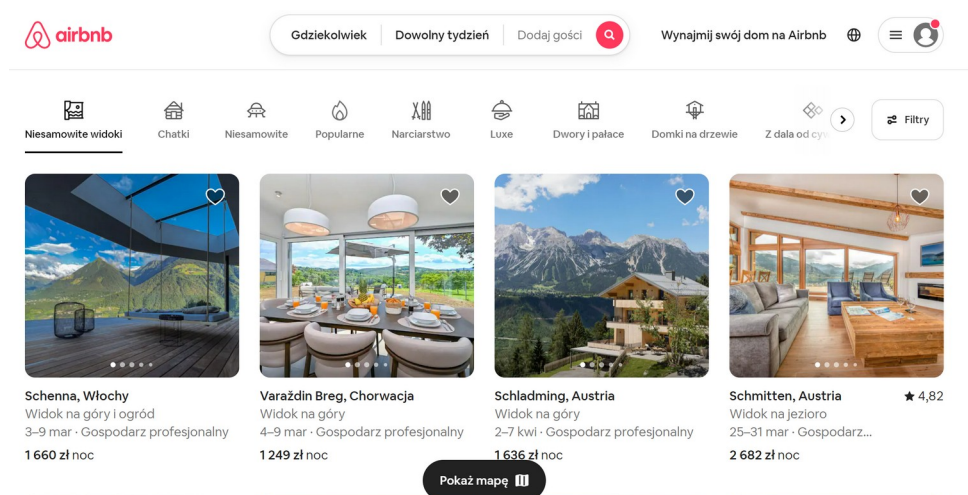 airbnb
Gdziekolwiek
Dowolny tydzień
Dodaj gości
Wynajmij swój dom na Airbnb
Niesamowite widoki
Chatki
Niesamowite
Popularne
Narciarstwo
Luxe
Dwory i pałace
Domki na drzewie
Z dala od
Filtry
Schenna, Włochy
Widok na góry i ogród
3–9 mar · Gospodarz profesjonalny
1 660 zł noc
Varaždin Breg, Chorwacja
Widok na góry
4–9 mar · Gospodarz profesjonalny
1 249 zł noc
Schladming, Austria
Widok na góry
2–7 kwi · Gospodarz profesjonalny
1 636 zł noc
Schmitten, Austria
4,82
Widok na jezioro
25–31 mar · Gospodarz...
2 682 zł noc
Pokaż mapę